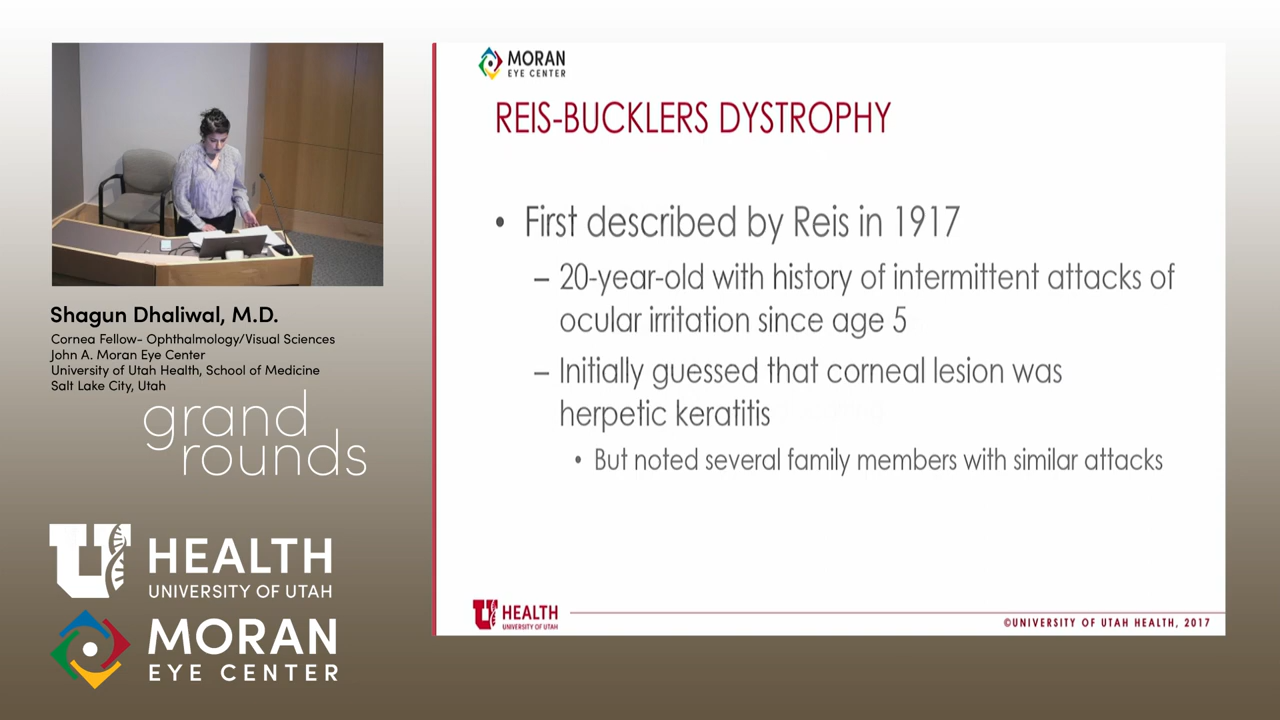 Shagun Dhaliwal, M.D.
Cornea Fellow- Ophthalmology/Visual Sciences
John A. Moran Eye Center
University of Utah Health, School of Medicine
Salt Lake City, Utah
grand
rounds
U HEALTH
UNIVERSITY OF UTAH
MORAN
EYE CENTER
MORAN
EYE CENTER
REIS-BUCKLERS DYSTROPHY
• First described by Reis in 1917
– 20-year-old with history of intermittent attacks of
ocular irritation since age 5
– Initially guessed that corneal lesion was
herpetic keratitis
• But noted several family members with similar attacks
U HEALTH
UNIVERSITY OF UTAH
©UNIVERSITY OF UTAH HEALTH, 2017